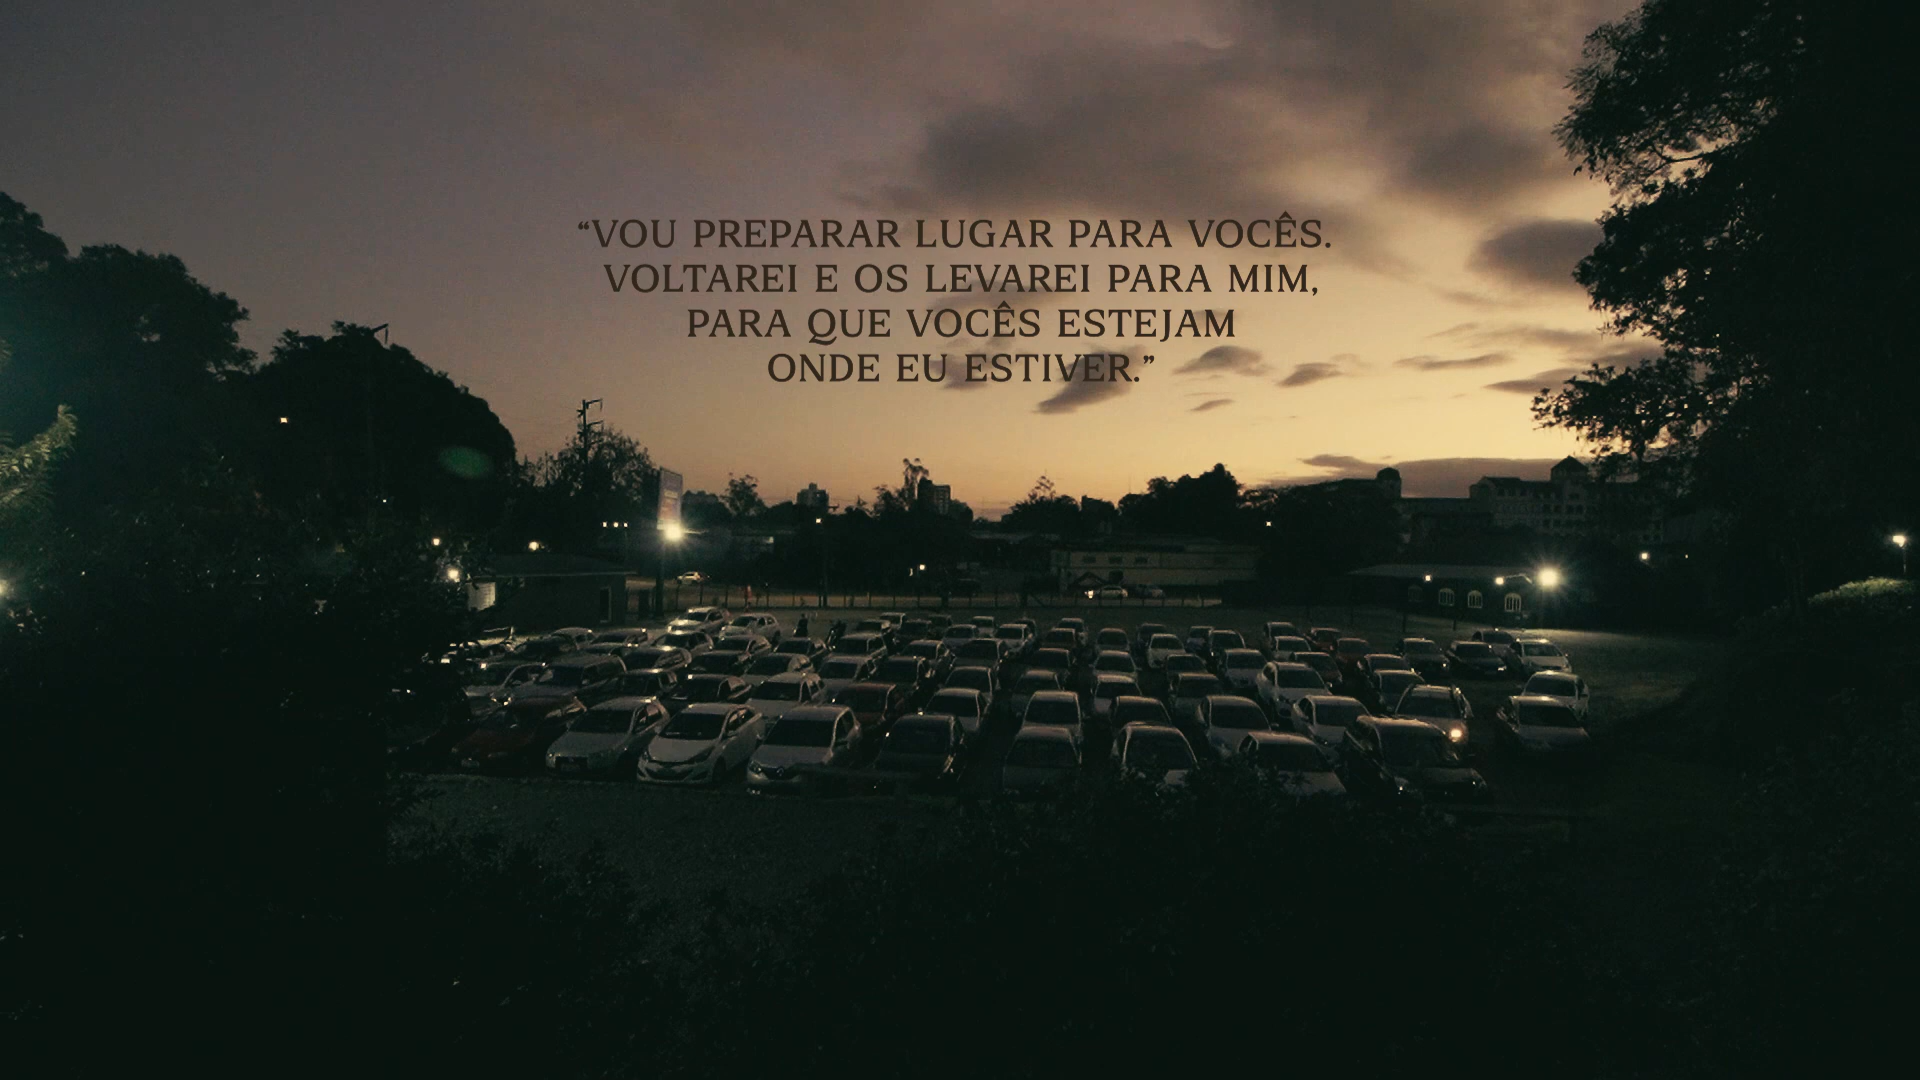 “VOU PREPARAR LUGAR PARA VOCÊS.
VOLTAREI E OS LEVAREI PARA MIM,
PARA QUE VOCÊS ESTEJAM
ONDE EU ESTIVER.”